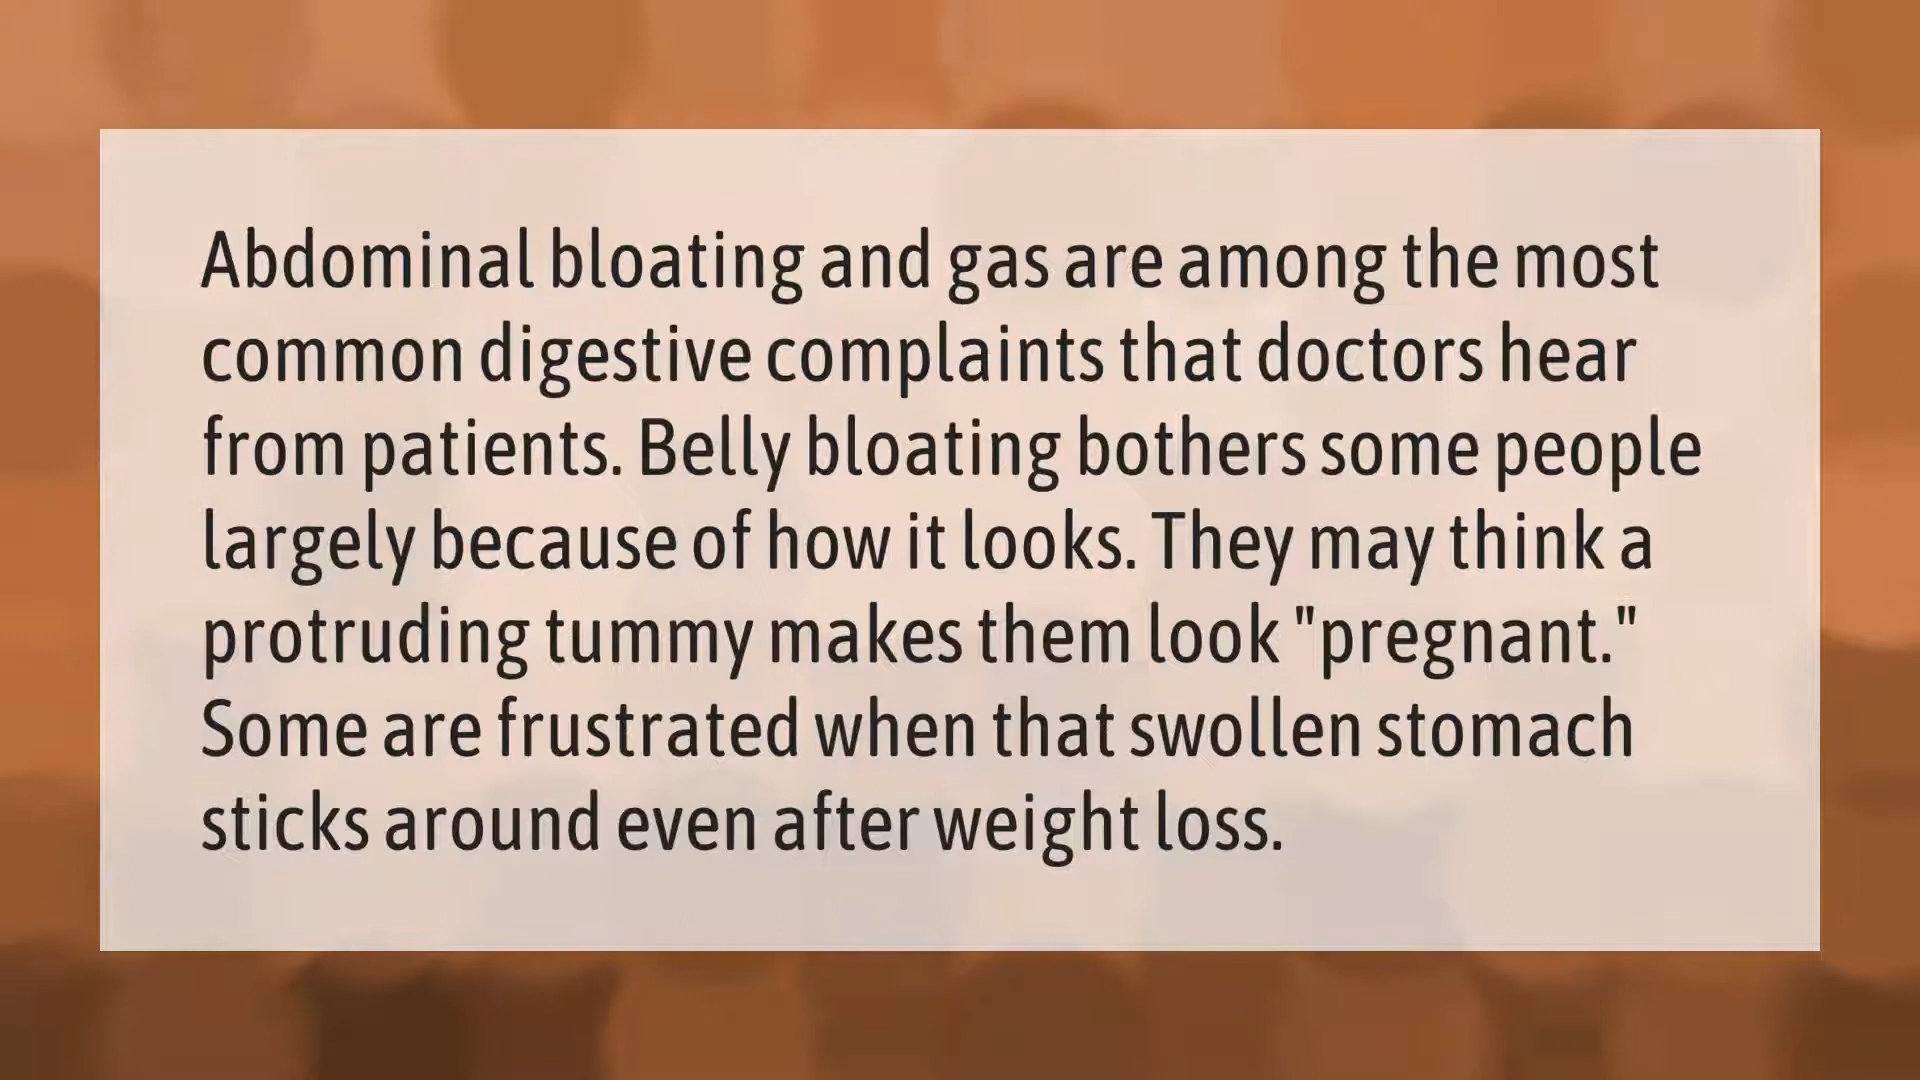 Abdominal bloating and gas are among the most
common digestive complaints that doctors hear
from patients. Belly bloating bothers some people
largely because of how it looks. They may think a
protruding tummy makes them look "pregnant."
Some are frustrated when that swollen stomach
sticks around even after weight loss.